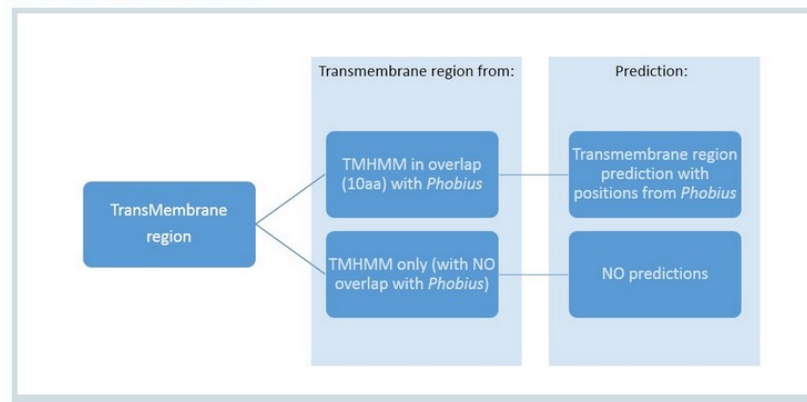 Transmembrane region from:
Prediction:
TransMembrane
region
TMHMM in overlap
(10aa) with Phobius
Transmembrane region
prediction with
positions from Phobius
TMHMM only (with NO
overlap with Phobius)
NO predictions